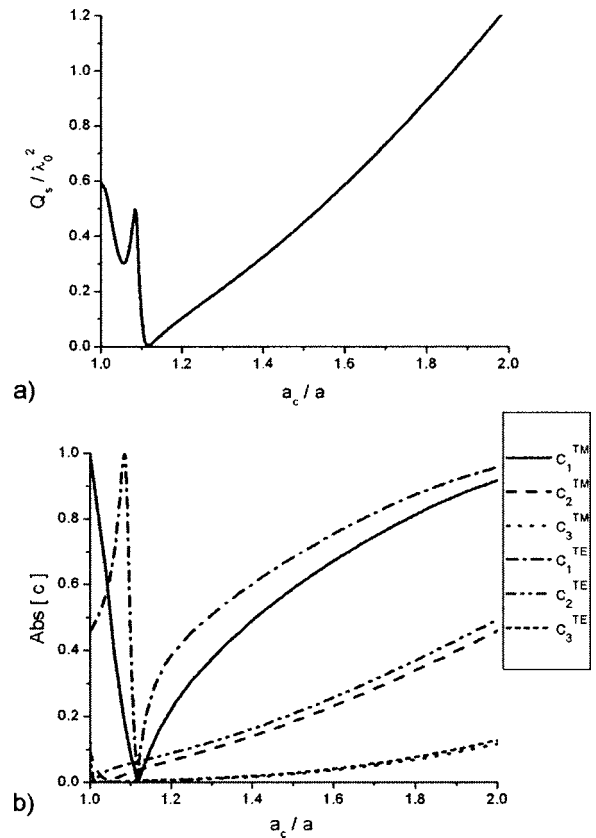 1.2
1.0
0.8
0.6
0.4
0.2
0.0
Q_s / λ_0^2
1.0 1.2 1.4 1.6 1.8 2.0
a_c / a
a)
1.0
0.8
0.6
0.4
0.2
0.0
Abs [ c ]
1.0 1.2 1.4 1.6 1.8 2.0
a_c / a
b)
C_1^TM
C_2^TM
C_3^TM
C_1^TE
C_2^TE
C_3^TE